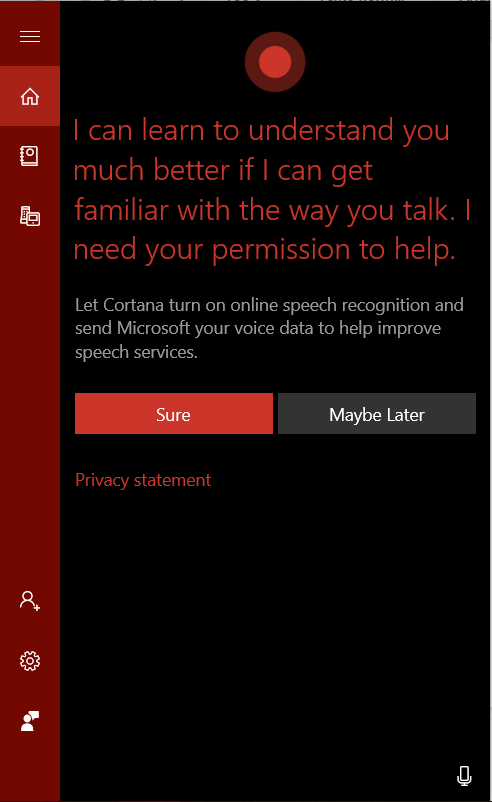 I can learn to understand you
much better if I can get
familiar with the way you talk. I
need your permission to help.
Let Cortana turn on online speech recognition and
send Microsoft your voice data to help improve
speech services.
Sure
Maybe Later
Privacy statement